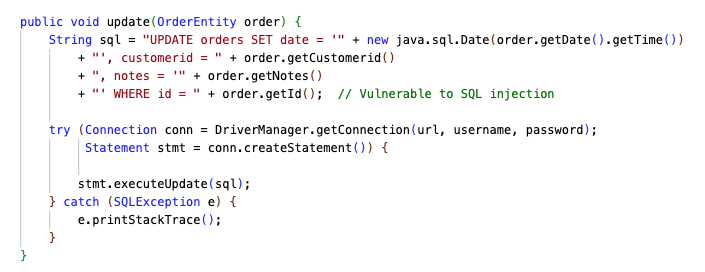 public void update(OrderEntity order) {
    String sql = "UPDATE orders SET date = '" + new java.sql.Date(order.getDate().getTime())
        + "', customerid = " + order.getCustomerid()
        + ", notes = '" + order.getNotes()
        + "' WHERE id = " + order.getId();  // Vulnerable to SQL injection

    try (Connection conn = DriverManager.getConnection(url, username, password);
         Statement stmt = conn.createStatement()) {

        stmt.executeUpdate(sql);
    } catch (SQLException e) {
        e.printStackTrace();
    }
}